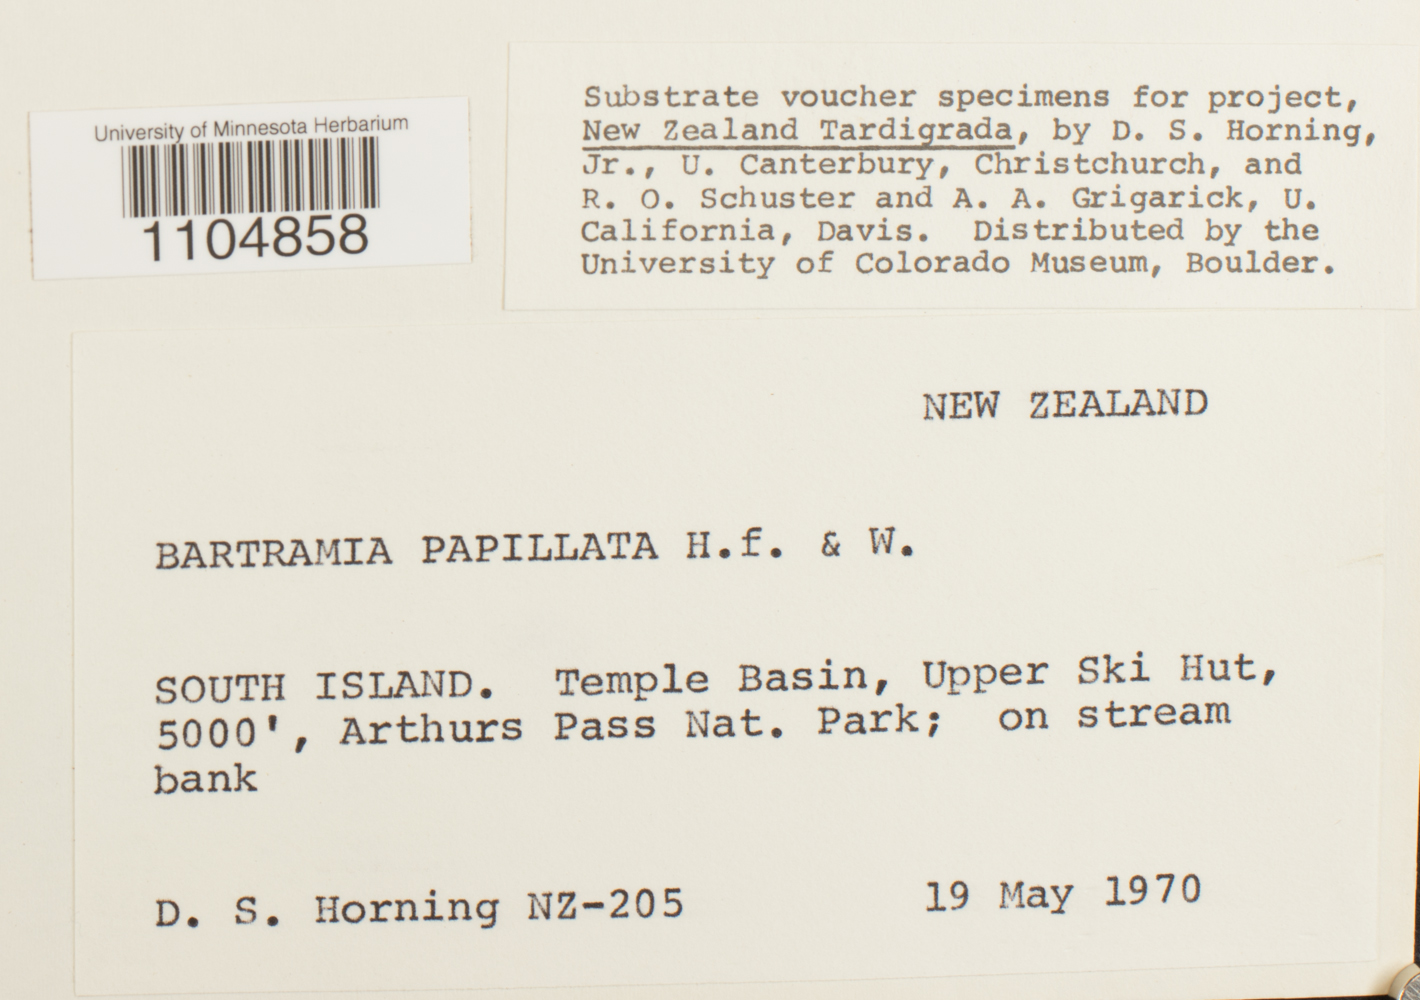 University of Minnesota Herbarium
1104858
Substrate voucher specimens for project,
New Zealand Tardigrada, by D. S. Horning,
Jr., U. Canterbury, Christchurch, and
R. O. Schuster and A. A. Grigarick, U.
California, Davis.  Distributed by the
University of Colorado Museum, Boulder.
NEW ZEALAND
BARTRAMIA PAPILLATA H.f. & W.
SOUTH ISLAND.  Temple Basin, Upper Ski Hut,
5000', Arthurs Pass Nat. Park;  on stream
bank
D. S. Horning NZ-205
19 May 1970